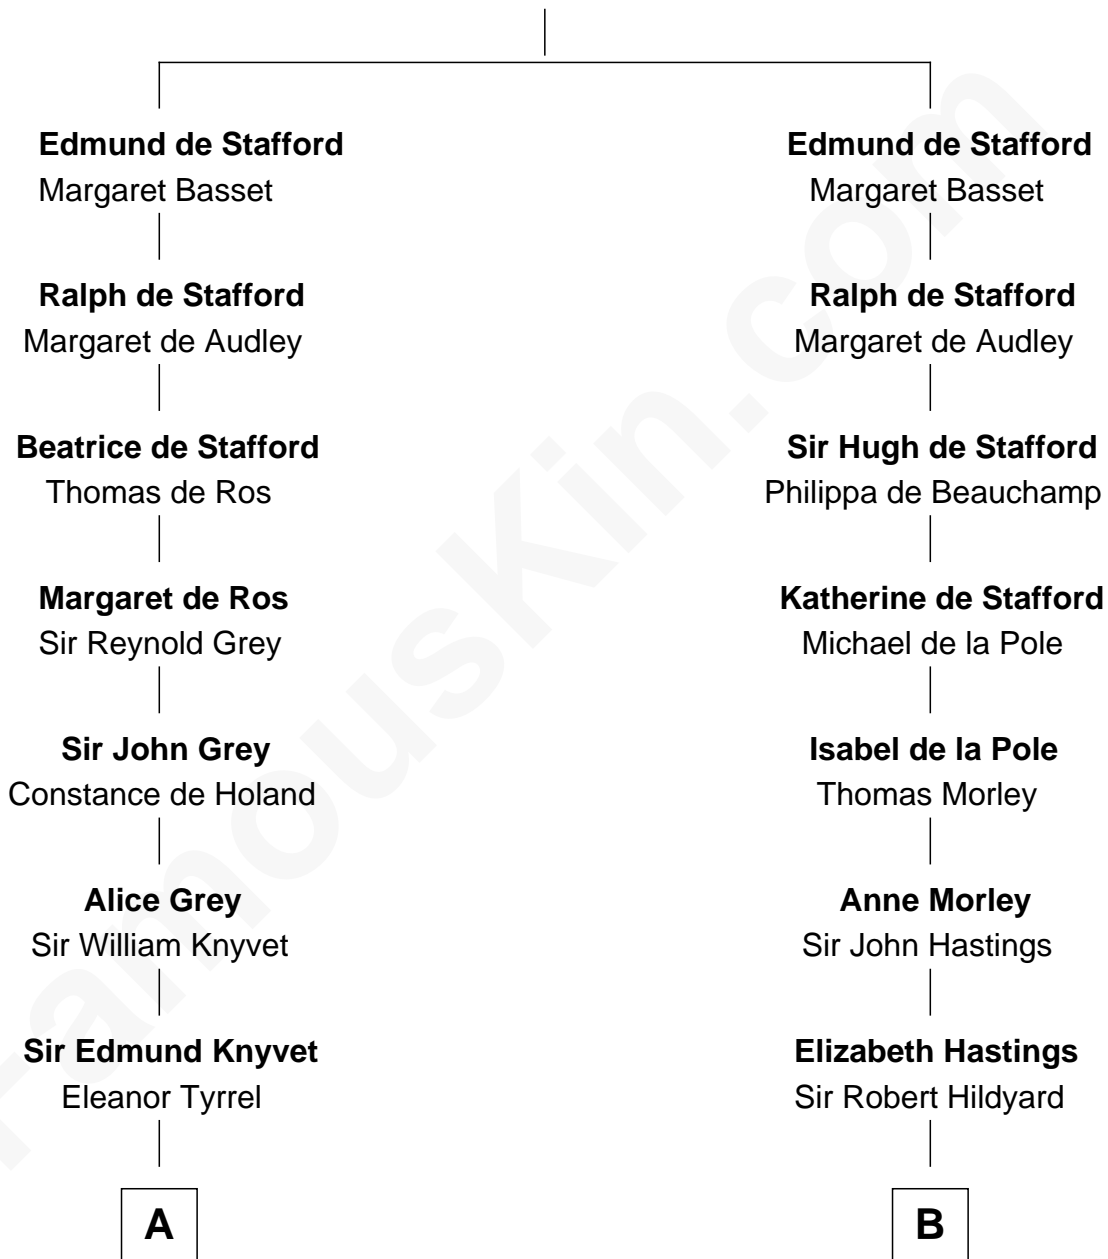 Edmund de Stafford
Margaret Basset
Ralph de Stafford
Margaret de Audley
Beatrice de Stafford
Thomas de Ros
Margaret de Ros
Sir Reynold Grey
Sir John Grey
Constance de Holand
Alice Grey
Sir William Knyvet
Sir Edmund Knyvet
Eleanor Tyrrel
A
Edmund de Stafford
Margaret Basset
Ralph de Stafford
Margaret de Audley
Sir Hugh de Stafford
Philippa de Beauchamp
Katherine de Stafford
Michael de la Pole
Isabel de la Pole
Thomas Morley
Anne Morley
Sir John Hastings
Elizabeth Hastings
Sir Robert Hildyard
B
FamousKin.com